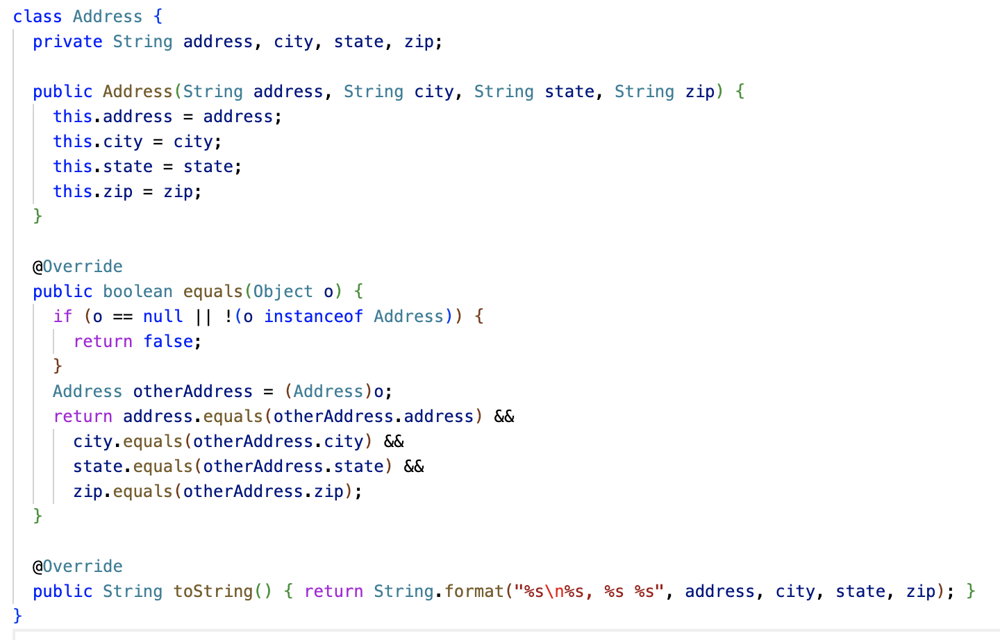 class Address {
  private String address, city, state, zip;

  public Address(String address, String city, String state, String zip) {
    this.address = address;
    this.city = city;
    this.state = state;
    this.zip = zip;
  }

  @Override
  public boolean equals(Object o) {
    if (o == null || !(o instanceof Address)) {
      return false;
    }
    Address otherAddress = (Address)o;
    return address.equals(otherAddress.address) &&
      city.equals(otherAddress.city) &&
      state.equals(otherAddress.state) &&
      zip.equals(otherAddress.zip);
  }

  @Override
  public String toString() { return String.format("%s\n%s, %s %s", address, city, state, zip); }
}